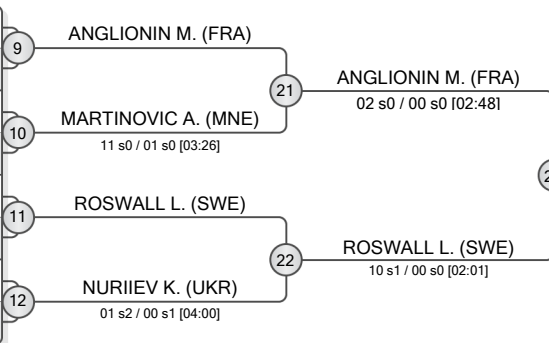 9
ANGLIONIN M. (FRA)
21
ANGLIONIN M. (FRA)
02 s0 / 00 s0 [02:48]
10
MARTINOVIC A. (MNE)
11 s0 / 01 s0 [03:26]
11
ROSWALL L. (SWE)
22
ROSWALL L. (SWE)
10 s1 / 00 s0 [02:01]
12
NURIIEV K. (UKR)
01 s2 / 00 s1 [04:00]